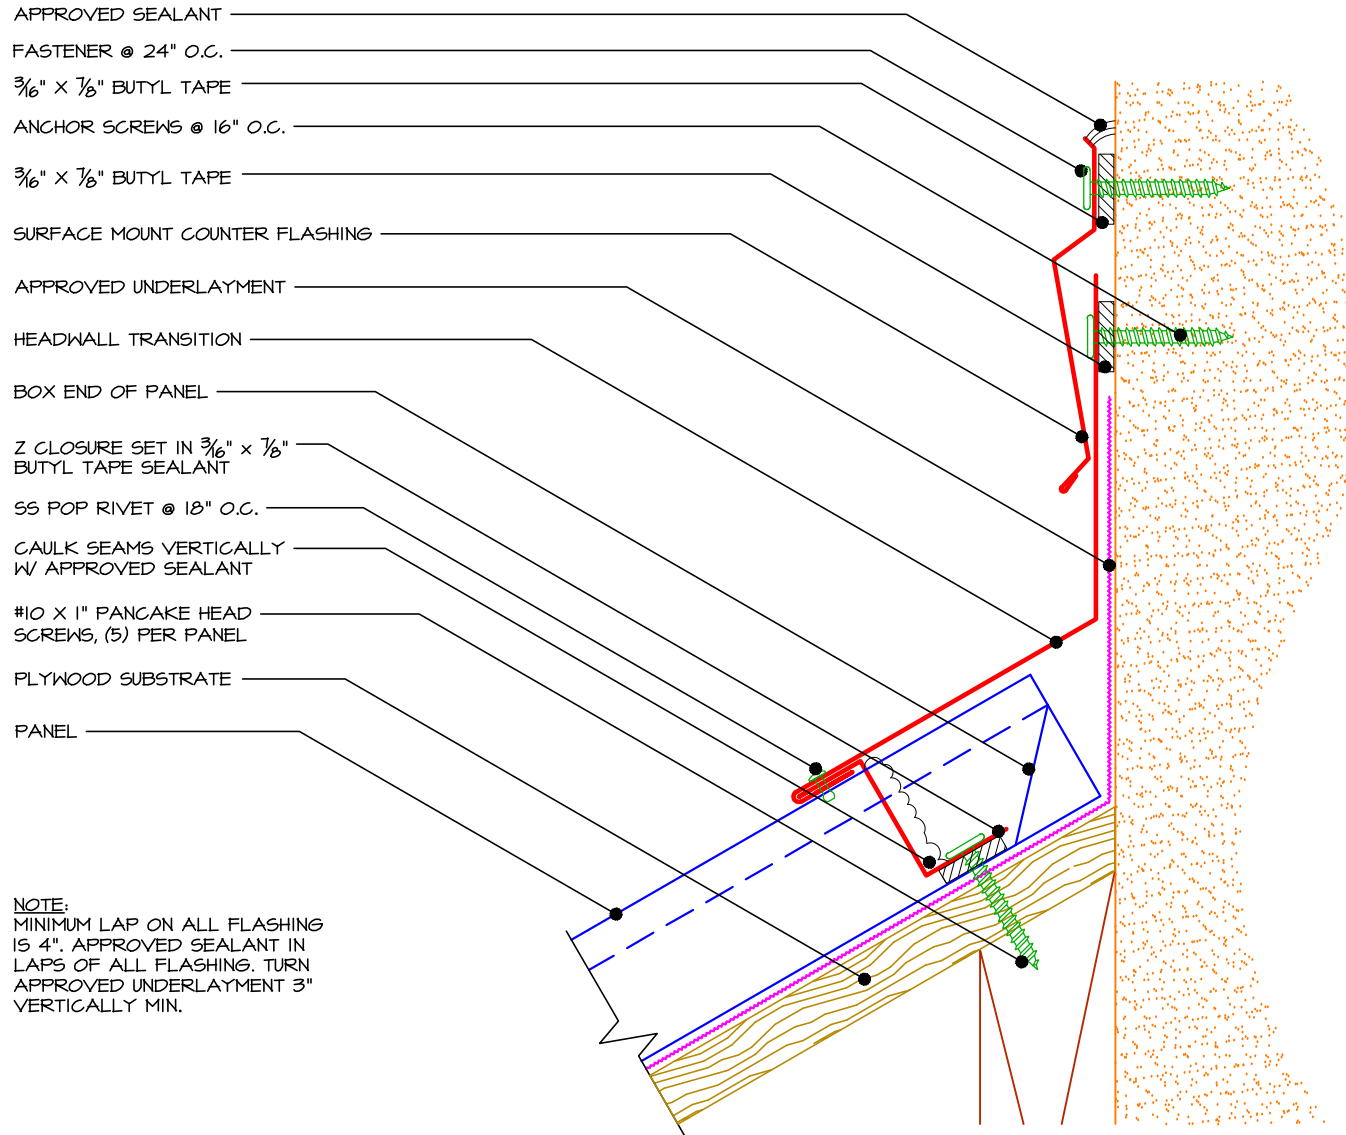 APPROVED SEALANT
FASTENER @ 24" O.C.
3/16" X 7/8" BUTYL TAPE
ANCHOR SCREWS @ 16" O.C.
3/16" X 7/8" BUTYL TAPE
SURFACE MOUNT COUNTER FLASHING
APPROVED UNDERLAYMENT
HEADWALL TRANSITION
BOX END OF PANEL
Z CLOSURE SET IN 3/16" X 7/8"
BUTYL TAPE SEALANT
SS POP RIVET @ 18" O.C.
CAULK SEAMS VERTICALLY
W/ APPROVED SEALANT
#10 X 1" PANCAKE HEAD
SCREWS, (5) PER PANEL
PLYWOOD SUBSTRATE
PANEL
NOTE:
MINIMUM LAP ON ALL FLASHING
IS 4". APPROVED SEALANT IN
LAPS OF ALL FLASHING. TURN
APPROVED UNDERLAYMENT 3"
VERTICALLY MIN.